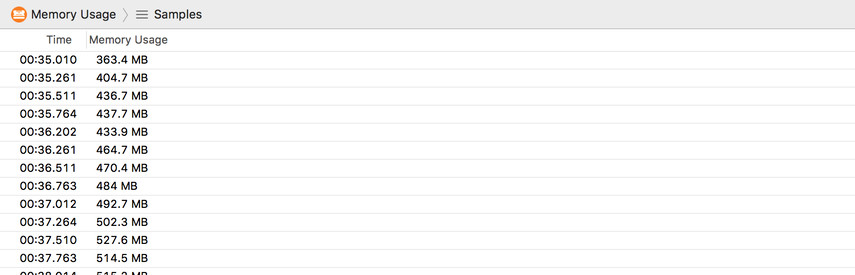 Memory Usage Samples
Time Memory Usage
00:35.010 363.4 MB
00:35.261 404.7 MB
00:35.511 436.7 MB
00:35.764 437.7 MB
00:36.202 433.9 MB
00:36.261 464.7 MB
00:36.511 470.4 MB
00:36.763 484 MB
00:37.012 492.7 MB
00:37.264 502.3 MB
00:37.510 527.6 MB
00:37.763 514.5 MB